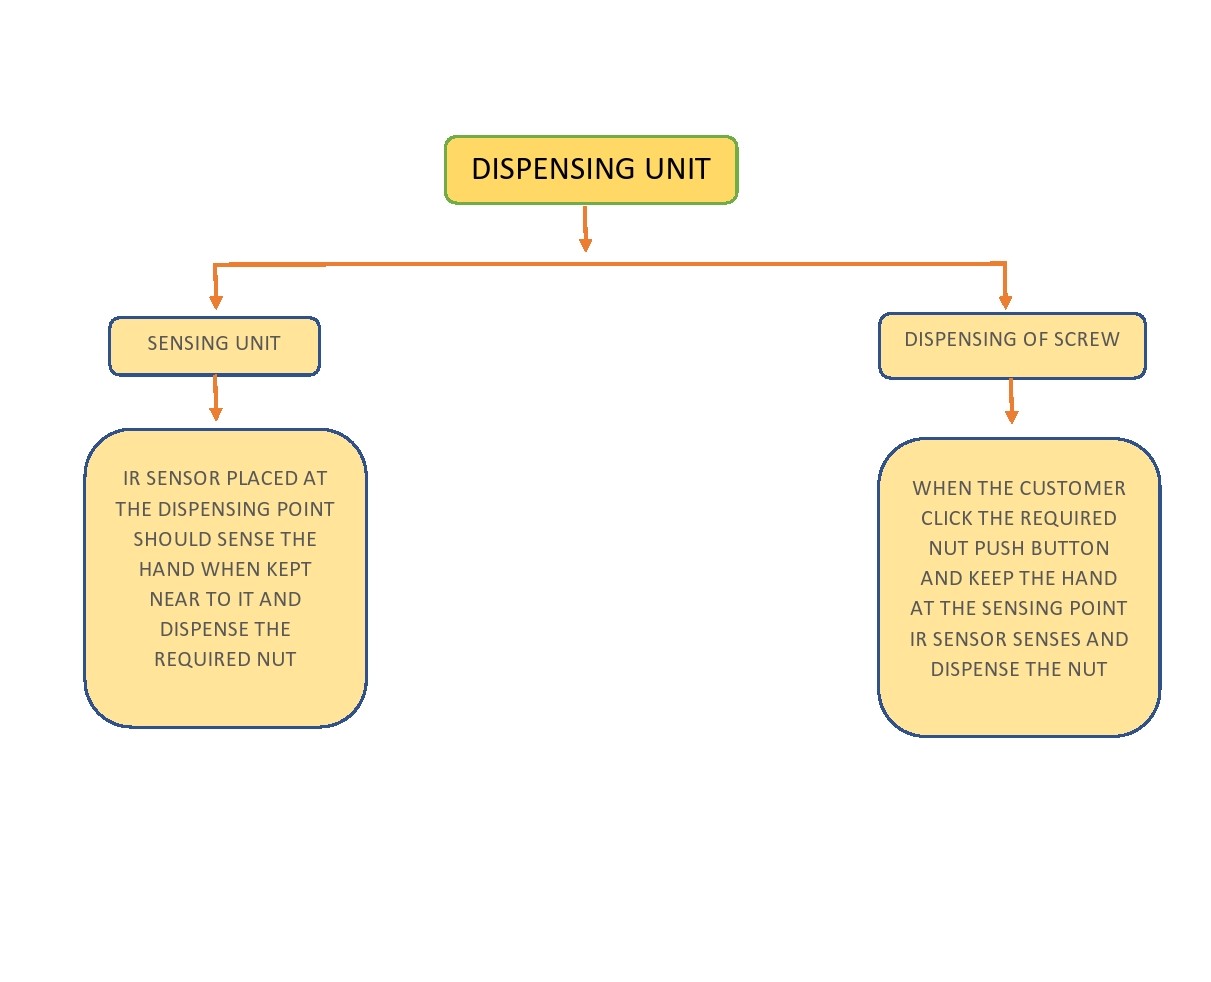 DISPENSING UNIT
SENSING UNIT
DISPENSING OF SCREW
IR SENSOR PLACED AT
THE DISPENSING POINT
SHOULD SENSE THE
HAND WHEN KEPT
NEAR TO IT AND
DISPENSE THE
REQUIRED NUT
WHEN THE CUSTOMER
CLICK THE REQUIRED
NUT PUSH BUTTON
AND KEEP THE HAND
AT THE SENSING POINT
IR SENSOR SENSES AND
DISPENSE THE NUT